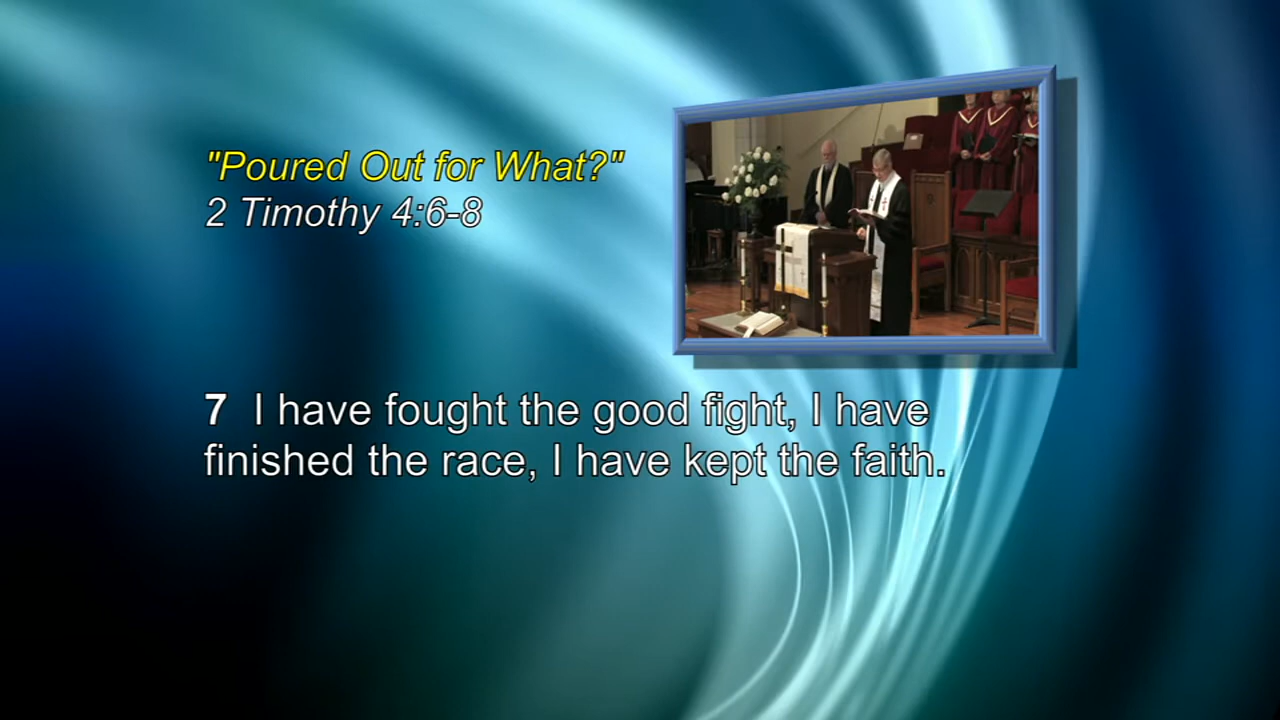 "Poured Out for What?"
2 Timothy 4:6-8
7 I have fought the good fight, I have
finished the race, I have kept the faith.